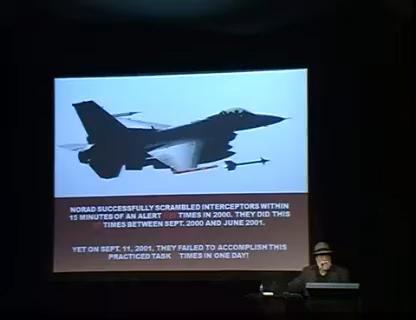 NORAD SUCCESSFULLY SCRAMBLED INTERCEPTORS WITHIN
15 MINUTES OF AN ALERT TIMES IN 2000. THEY DID THIS
TIMES BETWEEN SEPT. 2000 AND JUNE 2001.
YET ON SEPT. 11, 2001, THEY FAILED TO ACCOMPLISH THIS
PRACTICED TASK TIMES IN ONE DAY!